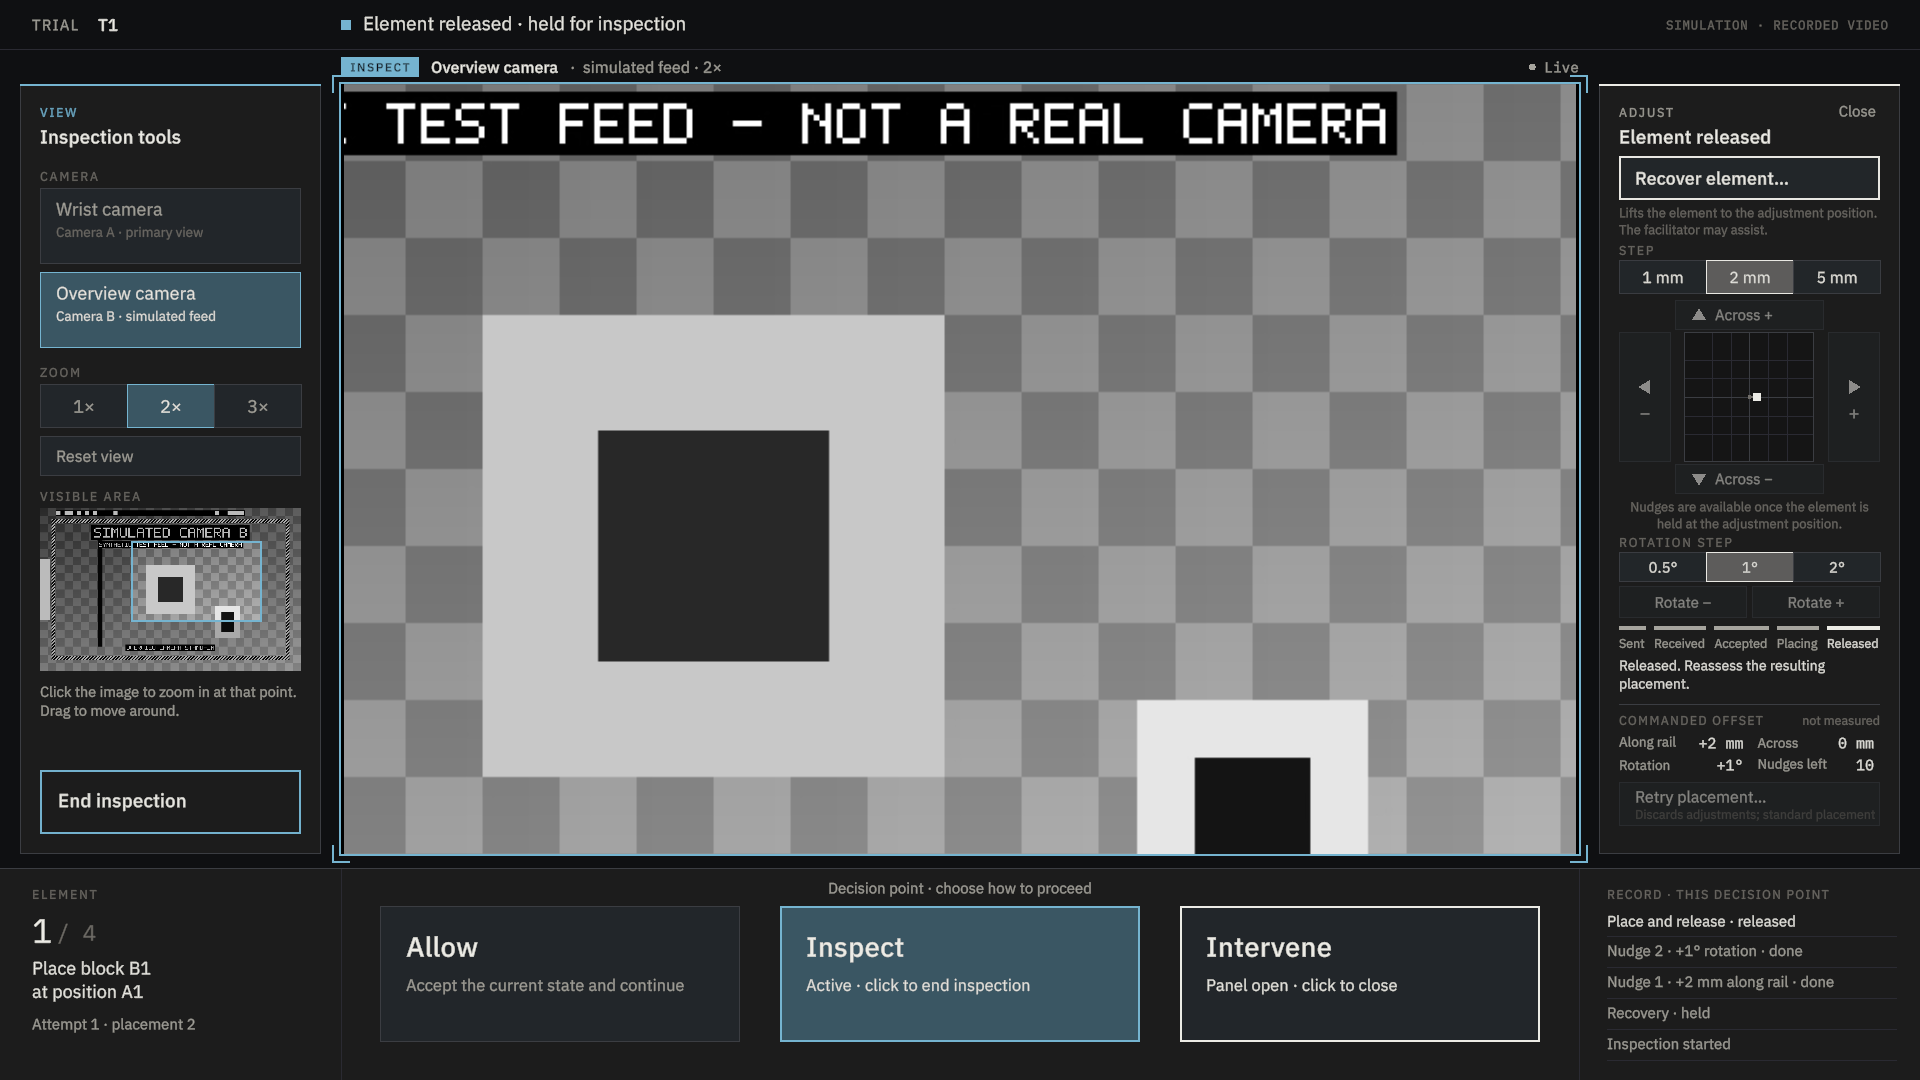 TRIAL T1
Element released · held for inspection
SIMULATION · RECORDED VIDEO
INSPECT Overview camera · simulated feed · 2×
Live
VIEW
Inspection tools
CAMERA
Wrist camera
Camera A · primary view
Overview camera
Camera B · simulated feed
ZOOM
1× 2× 3×
Reset view
VISIBLE AREA
SIMULATED CAMERA B
SYNTHETIC TEST FEED – NOT A REAL CAMERA
Click the image to zoom in at that point.
Drag to move around.
End inspection
TEST FEED – NOT A REAL CAMERA
ADJUST
Close
Element released
Recover element...
Lifts the element to the adjustment position.
The facilitator may assist.
STEP
1 mm 2 mm 5 mm
▲ Across +
◀ ▶
− +
▼ Across −
Nudges are available once the element is
held at the adjustment position.
ROTATION STEP
0.5° 1° 2°
Rotate − Rotate +
Sent Received Accepted Placing Released
Released. Reassess the resulting
placement.
COMMANDED OFFSET not measured
Along rail +2 mm Across 0 mm
Rotation +1° Nudges left 10
Retry placement...
Discards adjustments; standard placement
ELEMENT
1 / 4
Place block B1
at position A1
Attempt 1 · placement 2
Decision point · choose how to proceed
Allow
Accept the current state and continue
Inspect
Active · click to end inspection
Intervene
Panel open · click to close
RECORD · THIS DECISION POINT
Place and release · released
Nudge 2 · +1° rotation · done
Nudge 1 · +2 mm along rail · done
Recovery · held
Inspection started